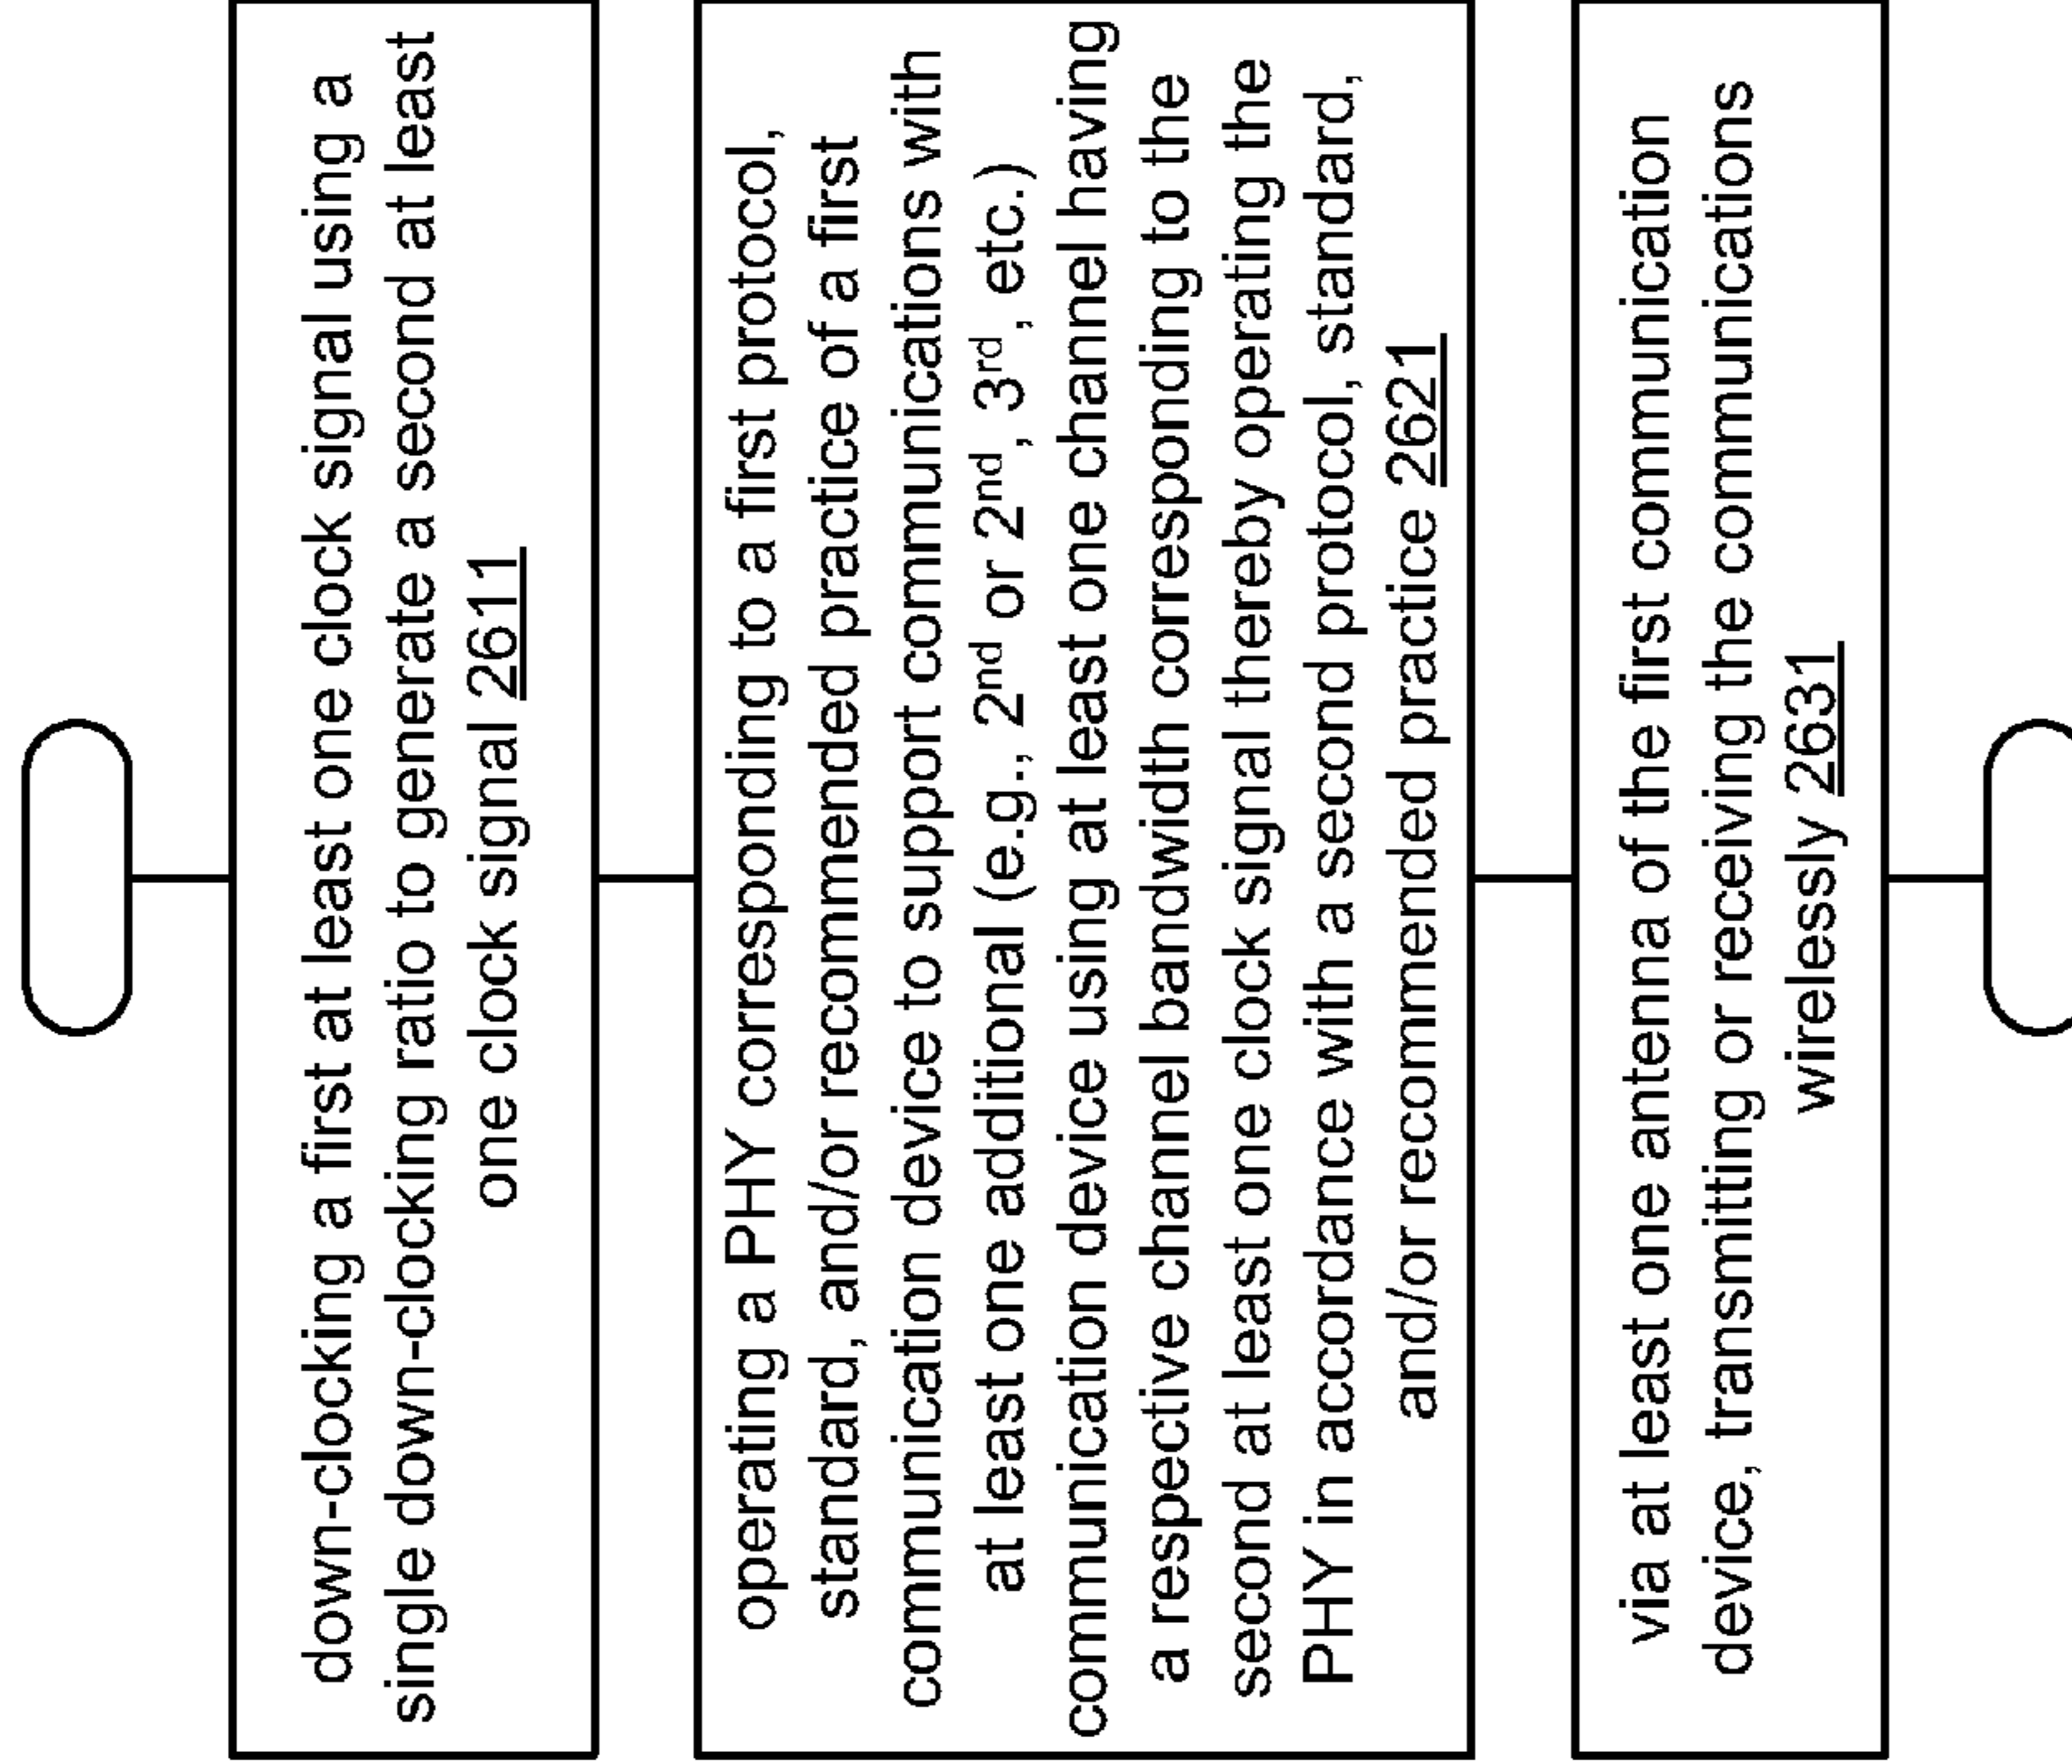 down-clocking a first at least one clock signal using a
single down-clocking ratio to generate a second at least
one clock signal 2611
operating a PHY corresponding to a first protocol,
standard, and/or recommended practice of a first
communication device to support communications with
at least one additional (e.g., 2nd or 2nd, 3rd, etc.)
communication device using at least one channel having
a respective channel bandwidth corresponding to the
second at least one clock signal thereby operating the
PHY in accordance with a second protocol, standard,
and/or recommended practice 2621
via at least one antenna of the first communication
device, transmitting or receiving the communications
wirelessly 2631